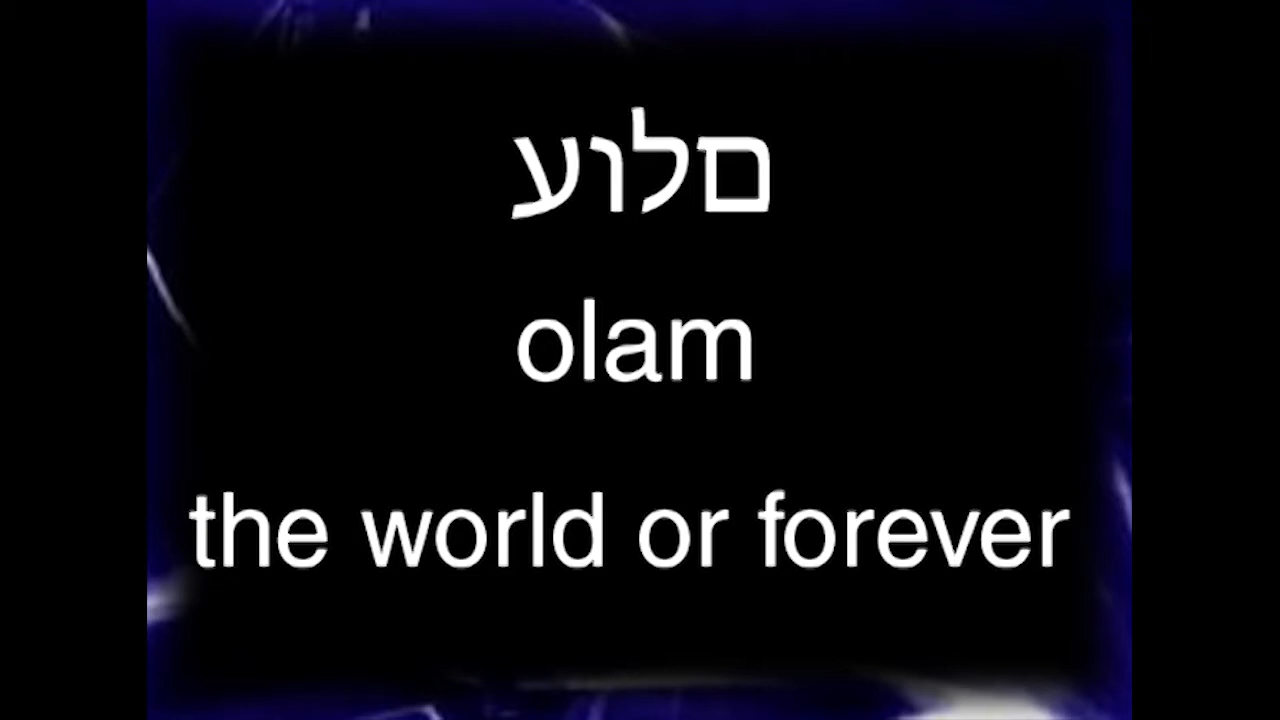 םלוע
olam
the world or forever